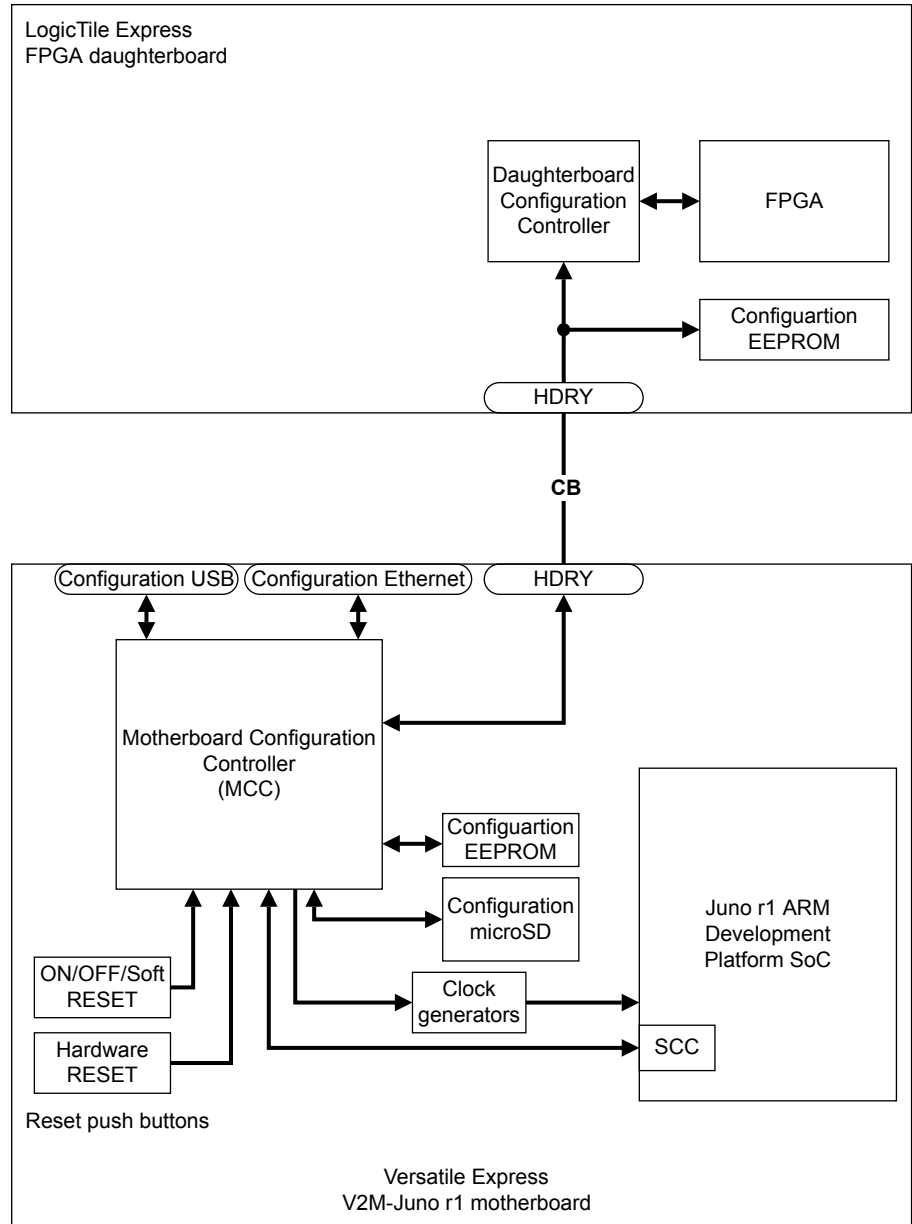 LogicTile Express
FPGA daughterboard
Daughterboard
Configuration
Controller
FPGA
Configuartion
EEPROM
HDRY
CB
Configuration USB
Configuration Ethernet
HDRY
Motherboard Configuration
Controller
(MCC)
Configuartion
EEPROM
Configuration
microSD
Juno r1 ARM
Development
Platform SoC
ON/OFF/Soft
RESET
Clock
generators
Hardware
RESET
SCC
Reset push buttons
Versatile Express
V2M-Juno r1 motherboard